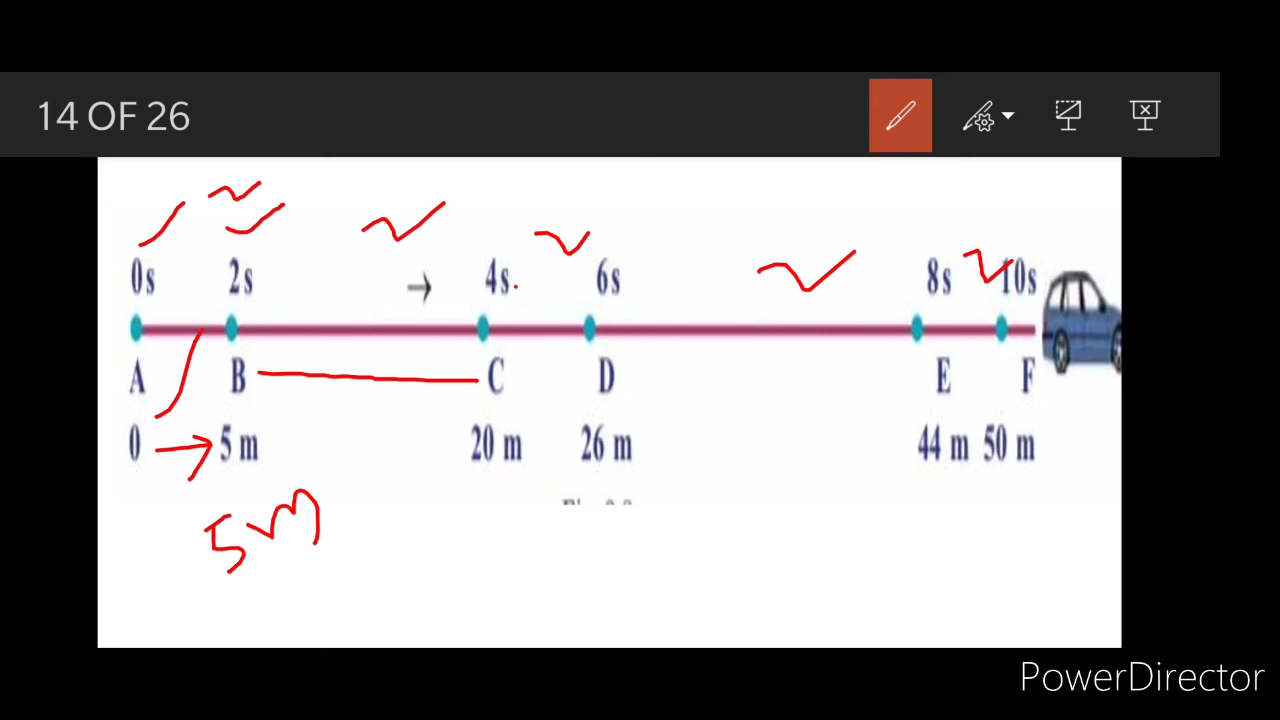 14 OF 26
0s 2s → 4s 6s 8s 10s
A B C D E F
0 → 5 m 20 m 26 m 44 m 50 m
5m
PowerDirector